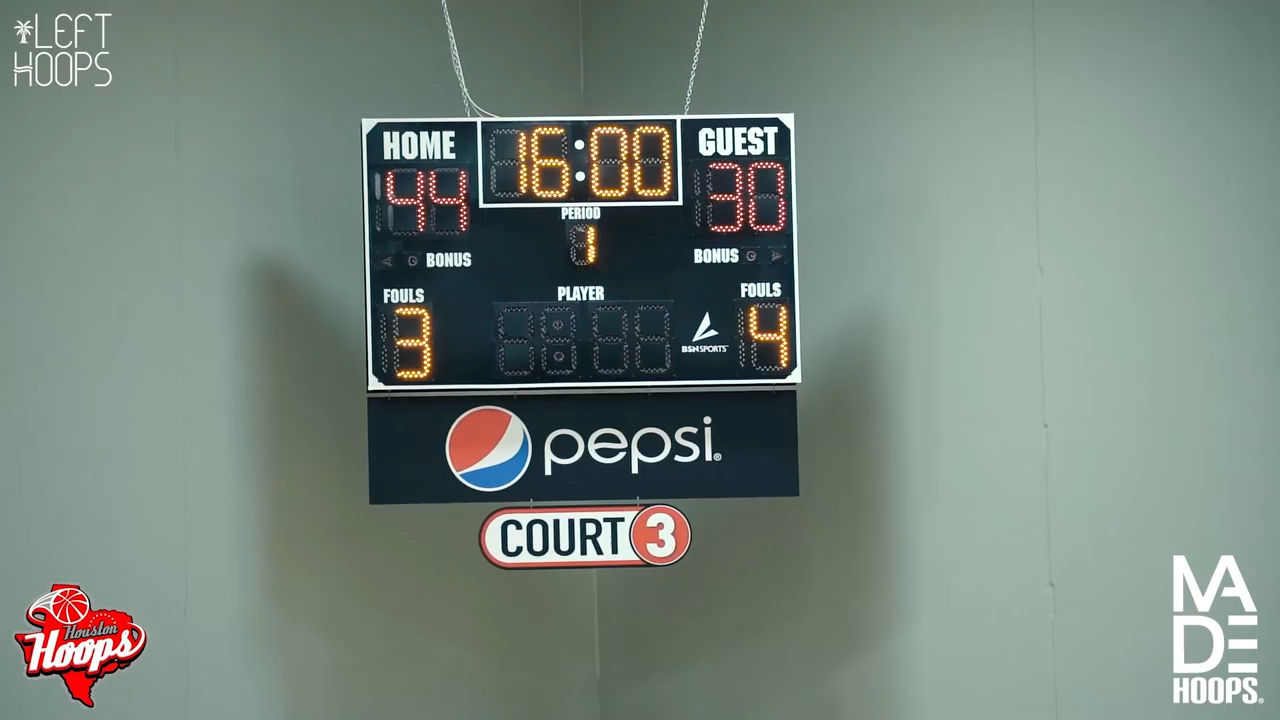 LEFT
HOOPS
HOME
16:00
GUEST
44
30
PERIOD
1
BONUS
BONUS
FOULS
PLAYER
FOULS
3
4
BSN SPORTS
pepsi®
COURT 3
Houston
Hoops
MA
DE
HOOPS®